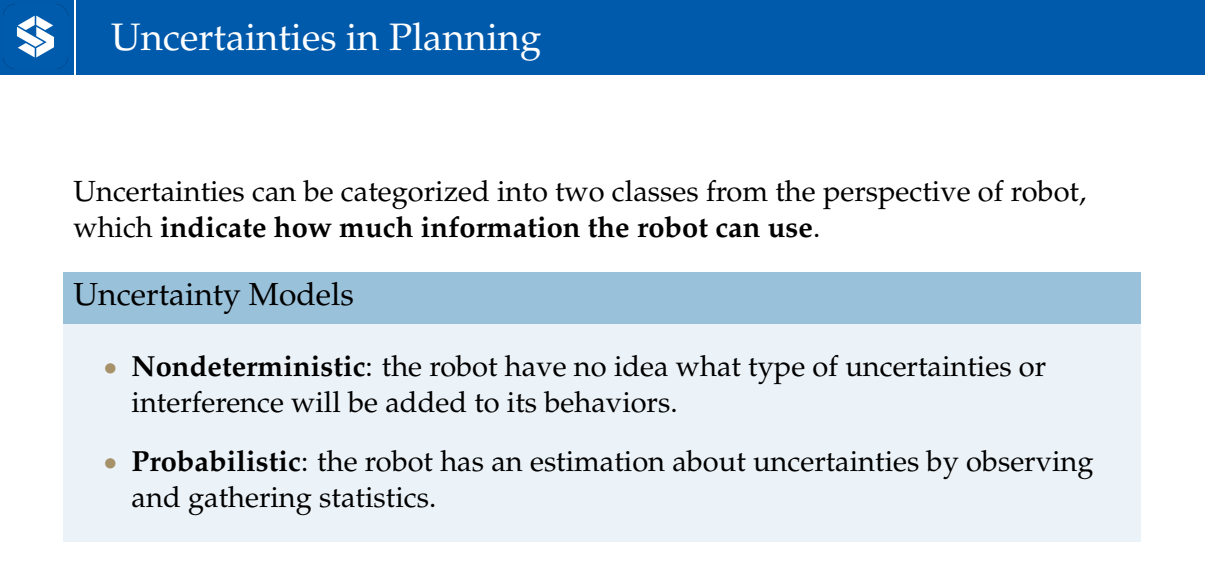 Uncertainties in Planning
Uncertainties can be categorized into two classes from the perspective of robot,
which indicate how much information the robot can use.
Uncertainty Models
• Nondeterministic: the robot have no idea what type of uncertainties or
interference will be added to its behaviors.
• Probabilistic: the robot has an estimation about uncertainties by observing
and gathering statistics.